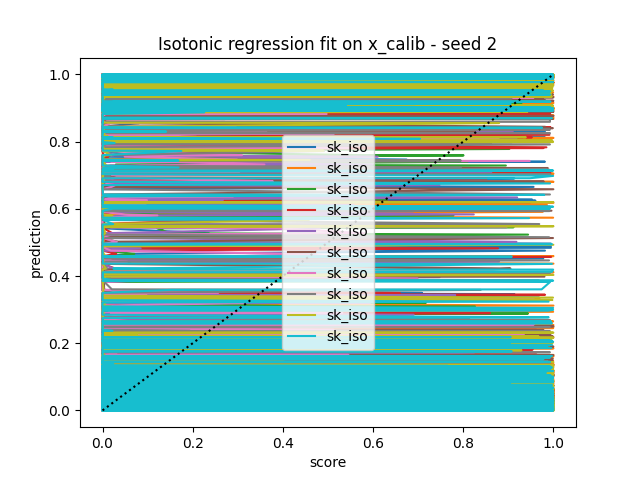 Isotonic regression fit on x_calib - seed 2
prediction
1.0
0.8
0.6
0.4
0.2
0.0
sk_iso
sk_iso
sk_iso
sk_iso
sk_iso
sk_iso
sk_iso
sk_iso
sk_iso
sk_iso
0.0 0.2 0.4 0.6 0.8 1.0
score